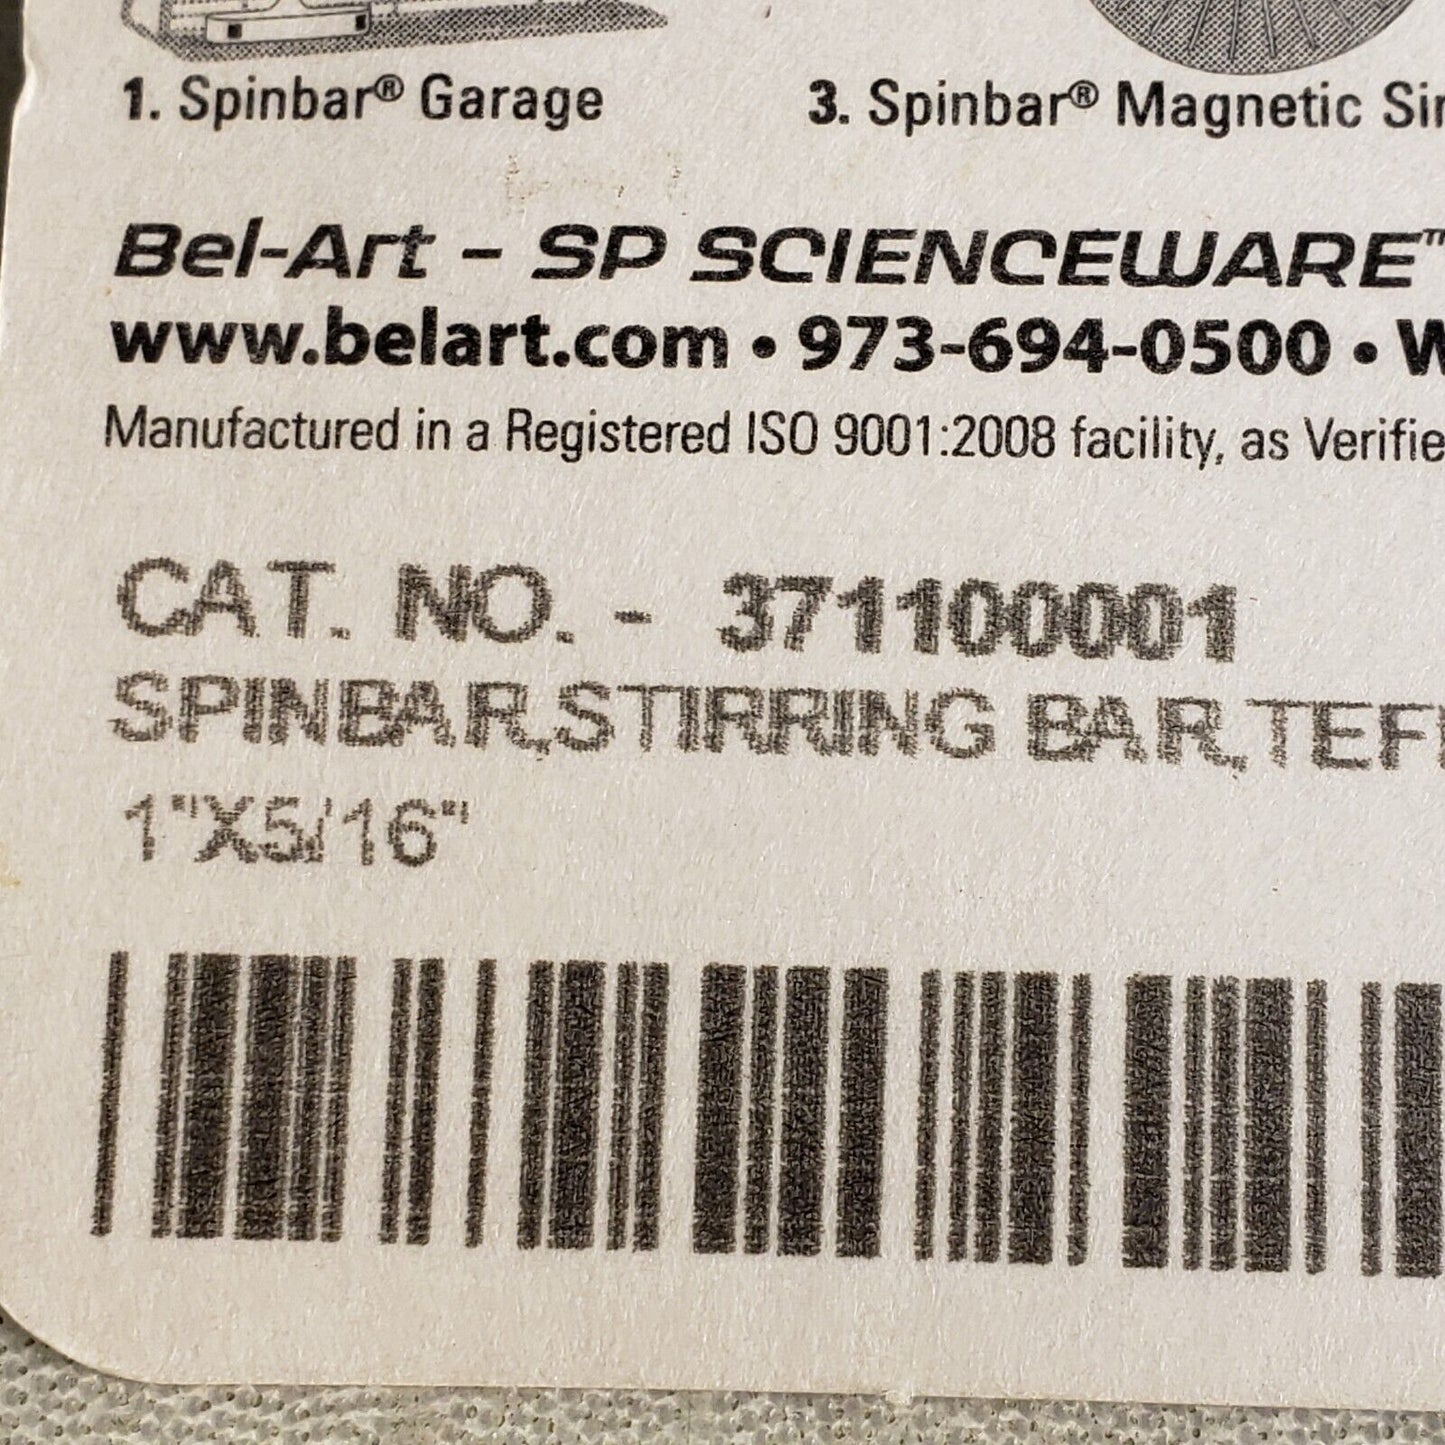 1. Spinbar® Garage
3. Spinbar® Magnetic
Bel-Art - SP SCIENCEWARE™
www.belart.com • 973-694-0500 •
Manufactured in a Registered ISO 9001:2008 facility, as
CAT. NO. - 371100001
SPINBAR,STIRRING BAR,
1"X5/16"